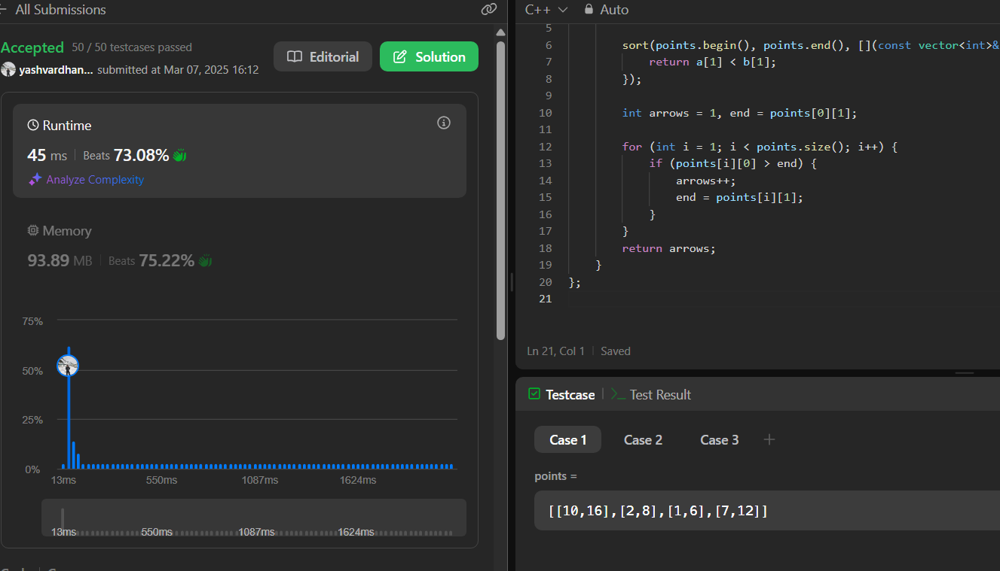 All Submissions
Accepted 50 / 50 testcases passed
yashvardhan... submitted at Mar 07, 2025 16:12
Editorial
Solution
Runtime
45 ms Beats 73.08%
Analyze Complexity
Memory
93.89 MB Beats 75.22%
75%
50%
25%
0%
13ms 550ms 1087ms 1624ms
13ms 550ms 1087ms 1624ms
C++ Auto
5
6 sort(points.begin(), points.end(), [](const vector<int>&
7 return a[1] < b[1];
8 });
9
10 int arrows = 1, end = points[0][1];
11
12 for (int i = 1; i < points.size(); i++) {
13 if (points[i][0] > end) {
14 arrows++;
15 end = points[i][1];
16 }
17 }
18 return arrows;
19 }
20 };
21
Ln 21, Col 1 Saved
Testcase >_ Test Result
Case 1 Case 2 Case 3 +
points =
[[10,16],[2,8],[1,6],[7,12]]